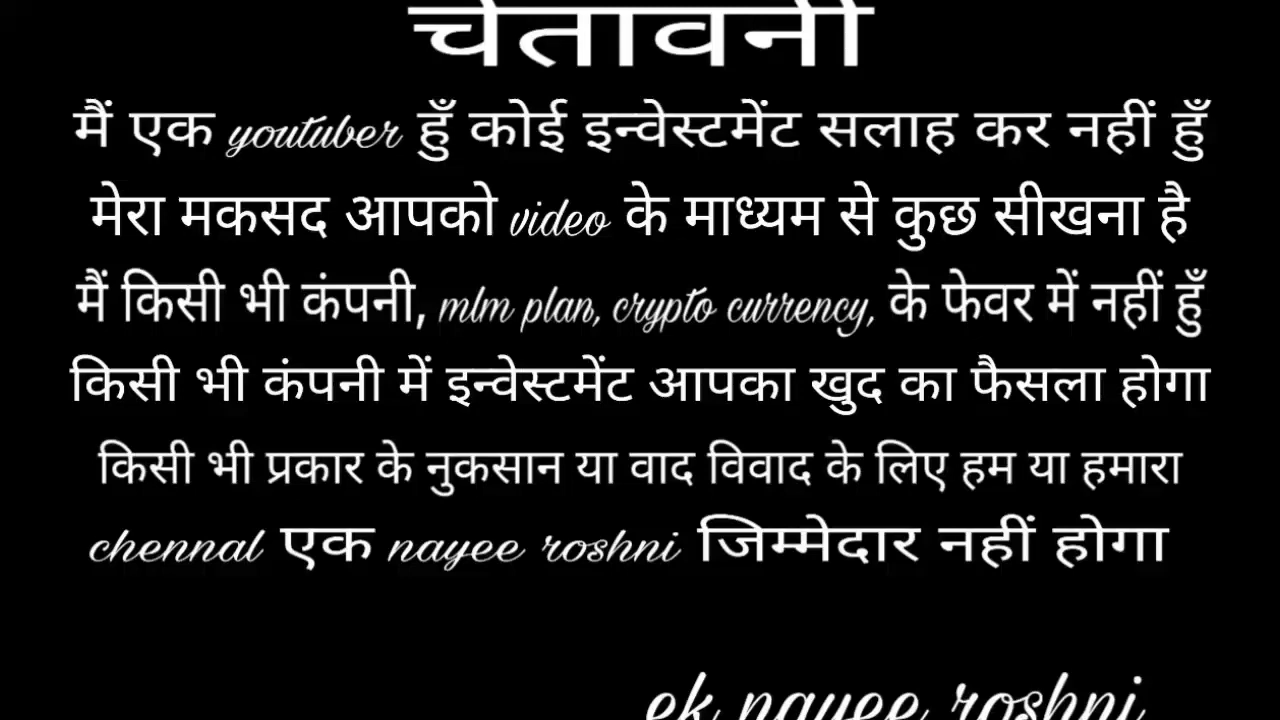 चेतावनी
मैं एक youtuber हुँ कोई इन्वेस्टमेंट सलाह कर नहीं हुँ
मेरा मकसद आपको video के माध्यम से कुछ सीखना है
मैं किसी भी कंपनी, mlm plan, crypto currency, के फेवर में नहीं हुँ
किसी भी कंपनी में इन्वेस्टमेंट आपका खुद का फैसला होगा
किसी भी प्रकार के नुकसान या वाद विवाद के लिए हम या हमारा
chennal एक nayee roshni जिम्मेदार नहीं होगा
ek nayee roshni